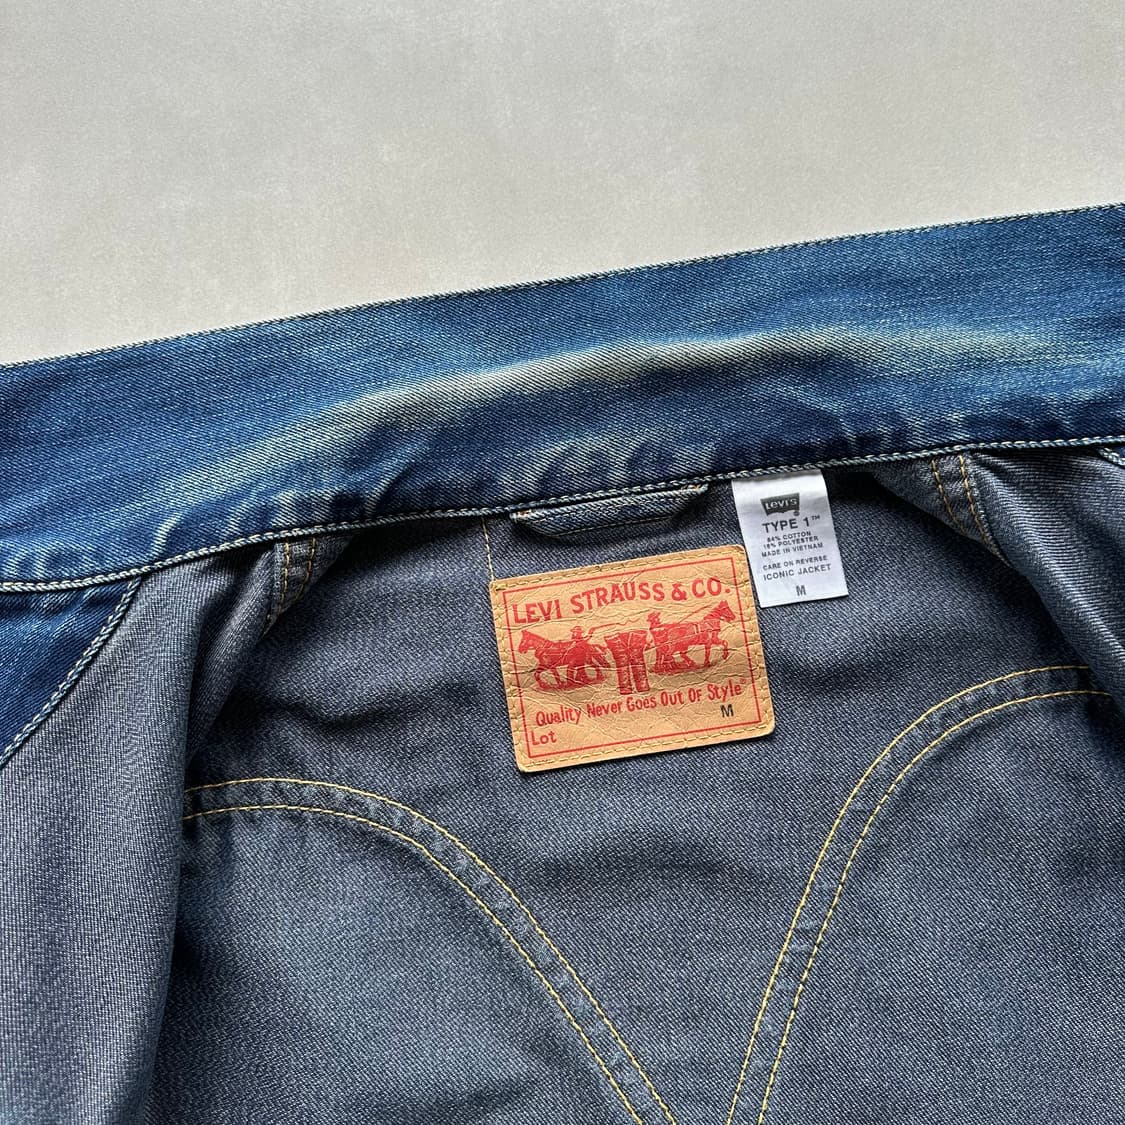 LEVI STRAUSS & CO.
Quality Never Goes Out Of Style®
M
Lot
Levi's
TYPE 1™
84% COTTON
16% POLYESTER
MADE IN VIETNAM
CARE ON REVERSE
ICONIC JACKET
M